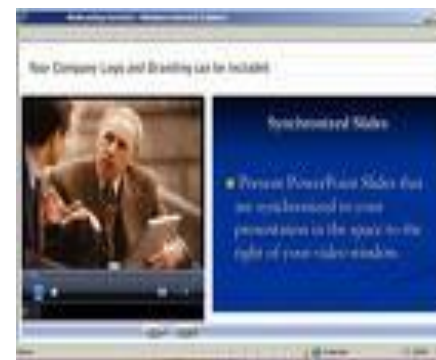 Your Company Logo and Branding can be included
Synchronized Slides
Present PowerPoint Slides that
are synchronized to your
presentation in the space to the
right of your video window.